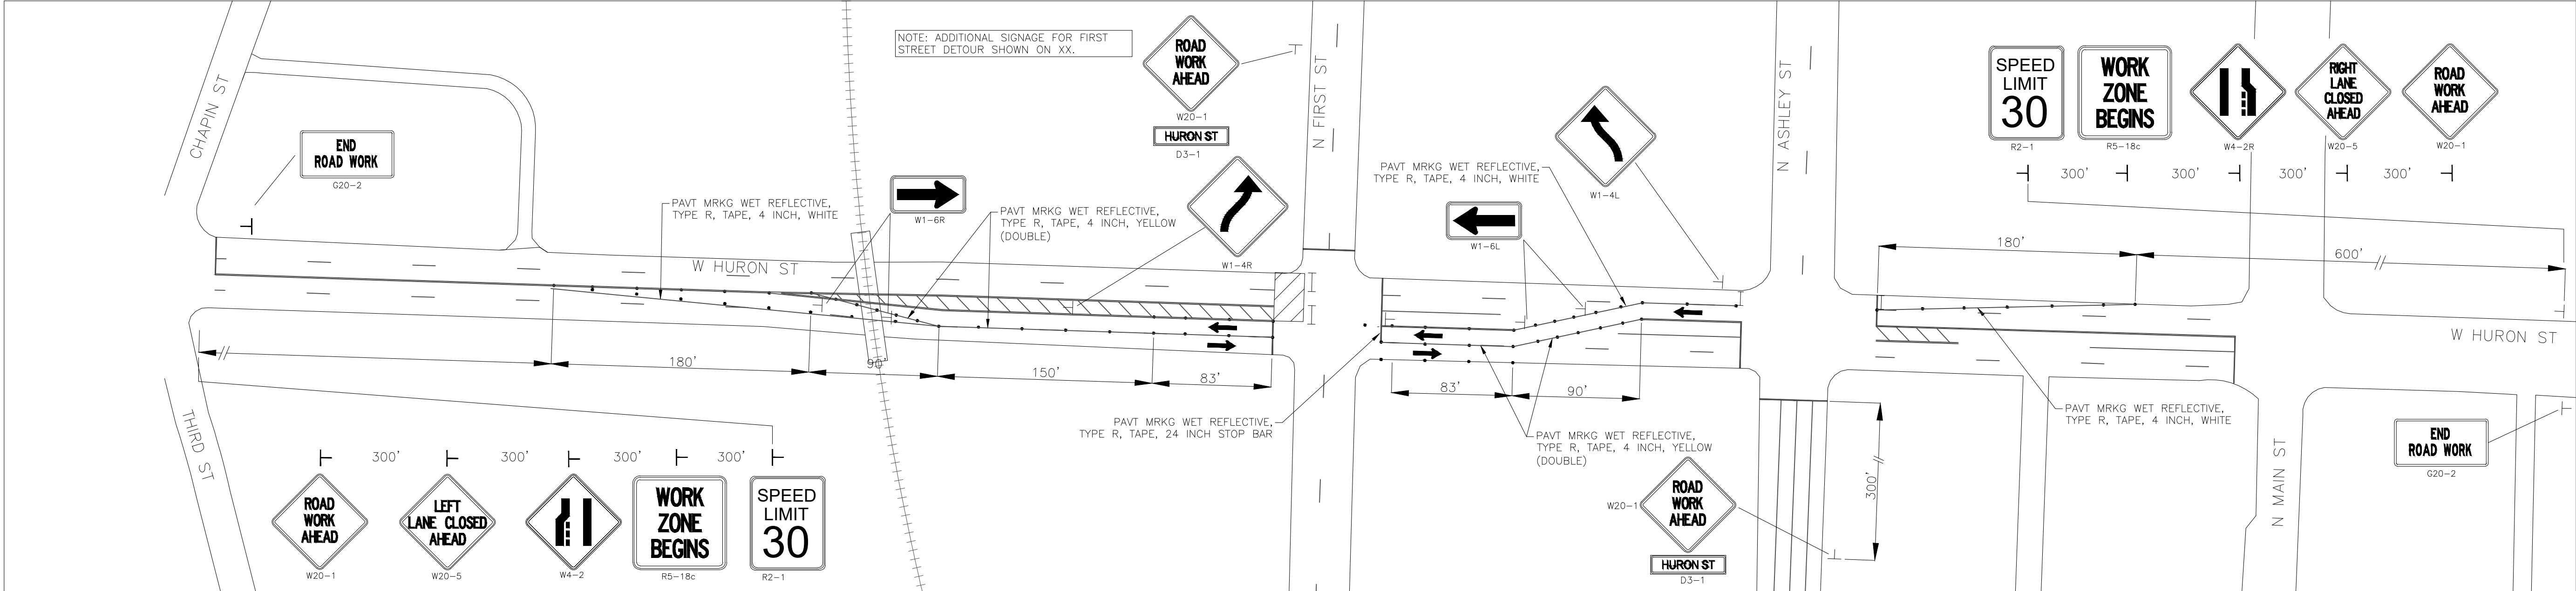 NOTE: ADDITIONAL SIGNAGE FOR FIRST
STREET DETOUR SHOWN ON XX.
ROAD
WORK
AHEAD
W20-1
HURON ST
D3-1
N FIRST ST
CHAPIN ST
END
ROAD WORK
G20-2
PAVT MRKG WET REFLECTIVE,
TYPE R, TAPE, 4 INCH, WHITE
W1-6R
PAVT MRKG WET REFLECTIVE,
TYPE R, TAPE, 4 INCH, YELLOW
(DOUBLE)
W1-4R
W HURON ST
PAVT MRKG WET REFLECTIVE,
TYPE R, TAPE, 4 INCH, WHITE
W1-4L
W1-6L
N ASHLEY ST
SPEED
LIMIT
30
R2-1
WORK
ZONE
BEGINS
R5-18c
W4-2R
RIGHT
LANE
CLOSED
AHEAD
W20-5
ROAD
WORK
AHEAD
W20-1
300'
300'
300'
300'
180'
600'
W HURON ST
180'
90'
150'
83'
83'
90'
PAVT MRKG WET REFLECTIVE,
TYPE R, TAPE, 24 INCH STOP BAR
PAVT MRKG WET REFLECTIVE,
TYPE R, TAPE, 4 INCH, YELLOW
(DOUBLE)
PAVT MRKG WET REFLECTIVE,
TYPE R, TAPE, 4 INCH, WHITE
THIRD ST
300'
300'
300'
300'
ROAD
WORK
AHEAD
W20-1
LEFT
LANE CLOSED
AHEAD
W20-5
W4-2
WORK
ZONE
BEGINS
R5-18c
SPEED
LIMIT
30
R2-1
ROAD
WORK
AHEAD
W20-1
HURON ST
D3-1
300'
N MAIN ST
END
ROAD WORK
G20-2